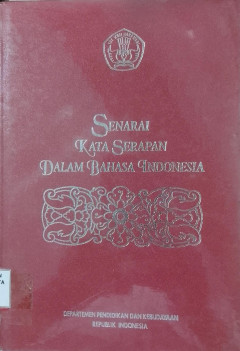 SENARAI
KATA SERAPAN
DALAM BAHASA INDONESIA
DEPARTEMEN PENDIDIKAN DAN KEBUDAYAAN
REPUBLIK INDONESIA